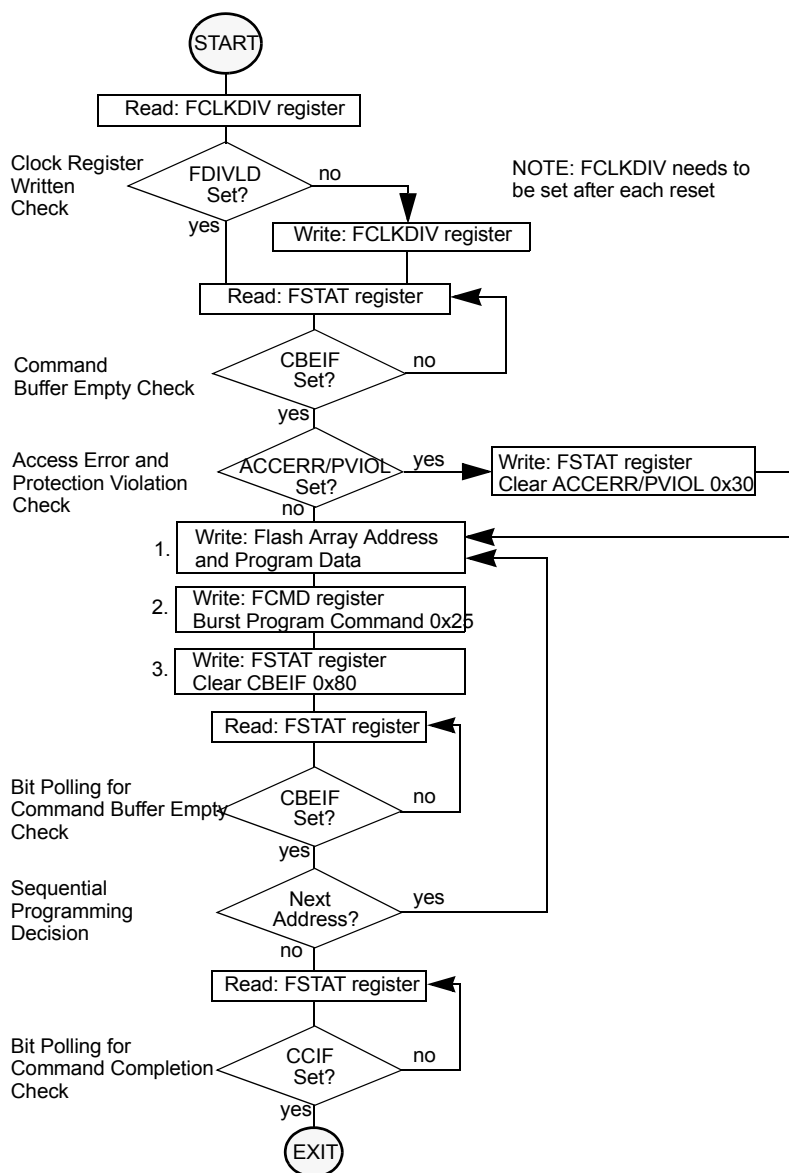 START
Read: FCLKDIV register
Clock Register
Written
Check
FDIVLD
Set?
no
yes
NOTE: FCLKDIV needs to
be set after each reset
Write: FCLKDIV register
Read: FSTAT register
Command
Buffer Empty Check
CBEIF
Set?
no
yes
Access Error and
Protection Violation
Check
ACCERR/PVIOL
Set?
yes
no
Write: FSTAT register
Clear ACCERR/PVIOL 0x30
1.
Write: Flash Array Address
and Program Data
2.
Write: FCMD register
Burst Program Command 0x25
3.
Write: FSTAT register
Clear CBEIF 0x80
Read: FSTAT register
Bit Polling for
Command Buffer Empty
Check
CBEIF
Set?
no
yes
Sequential
Programming
Decision
Next
Address?
yes
no
Read: FSTAT register
Bit Polling for
Command Completion
Check
CCIF
Set?
no
yes
EXIT